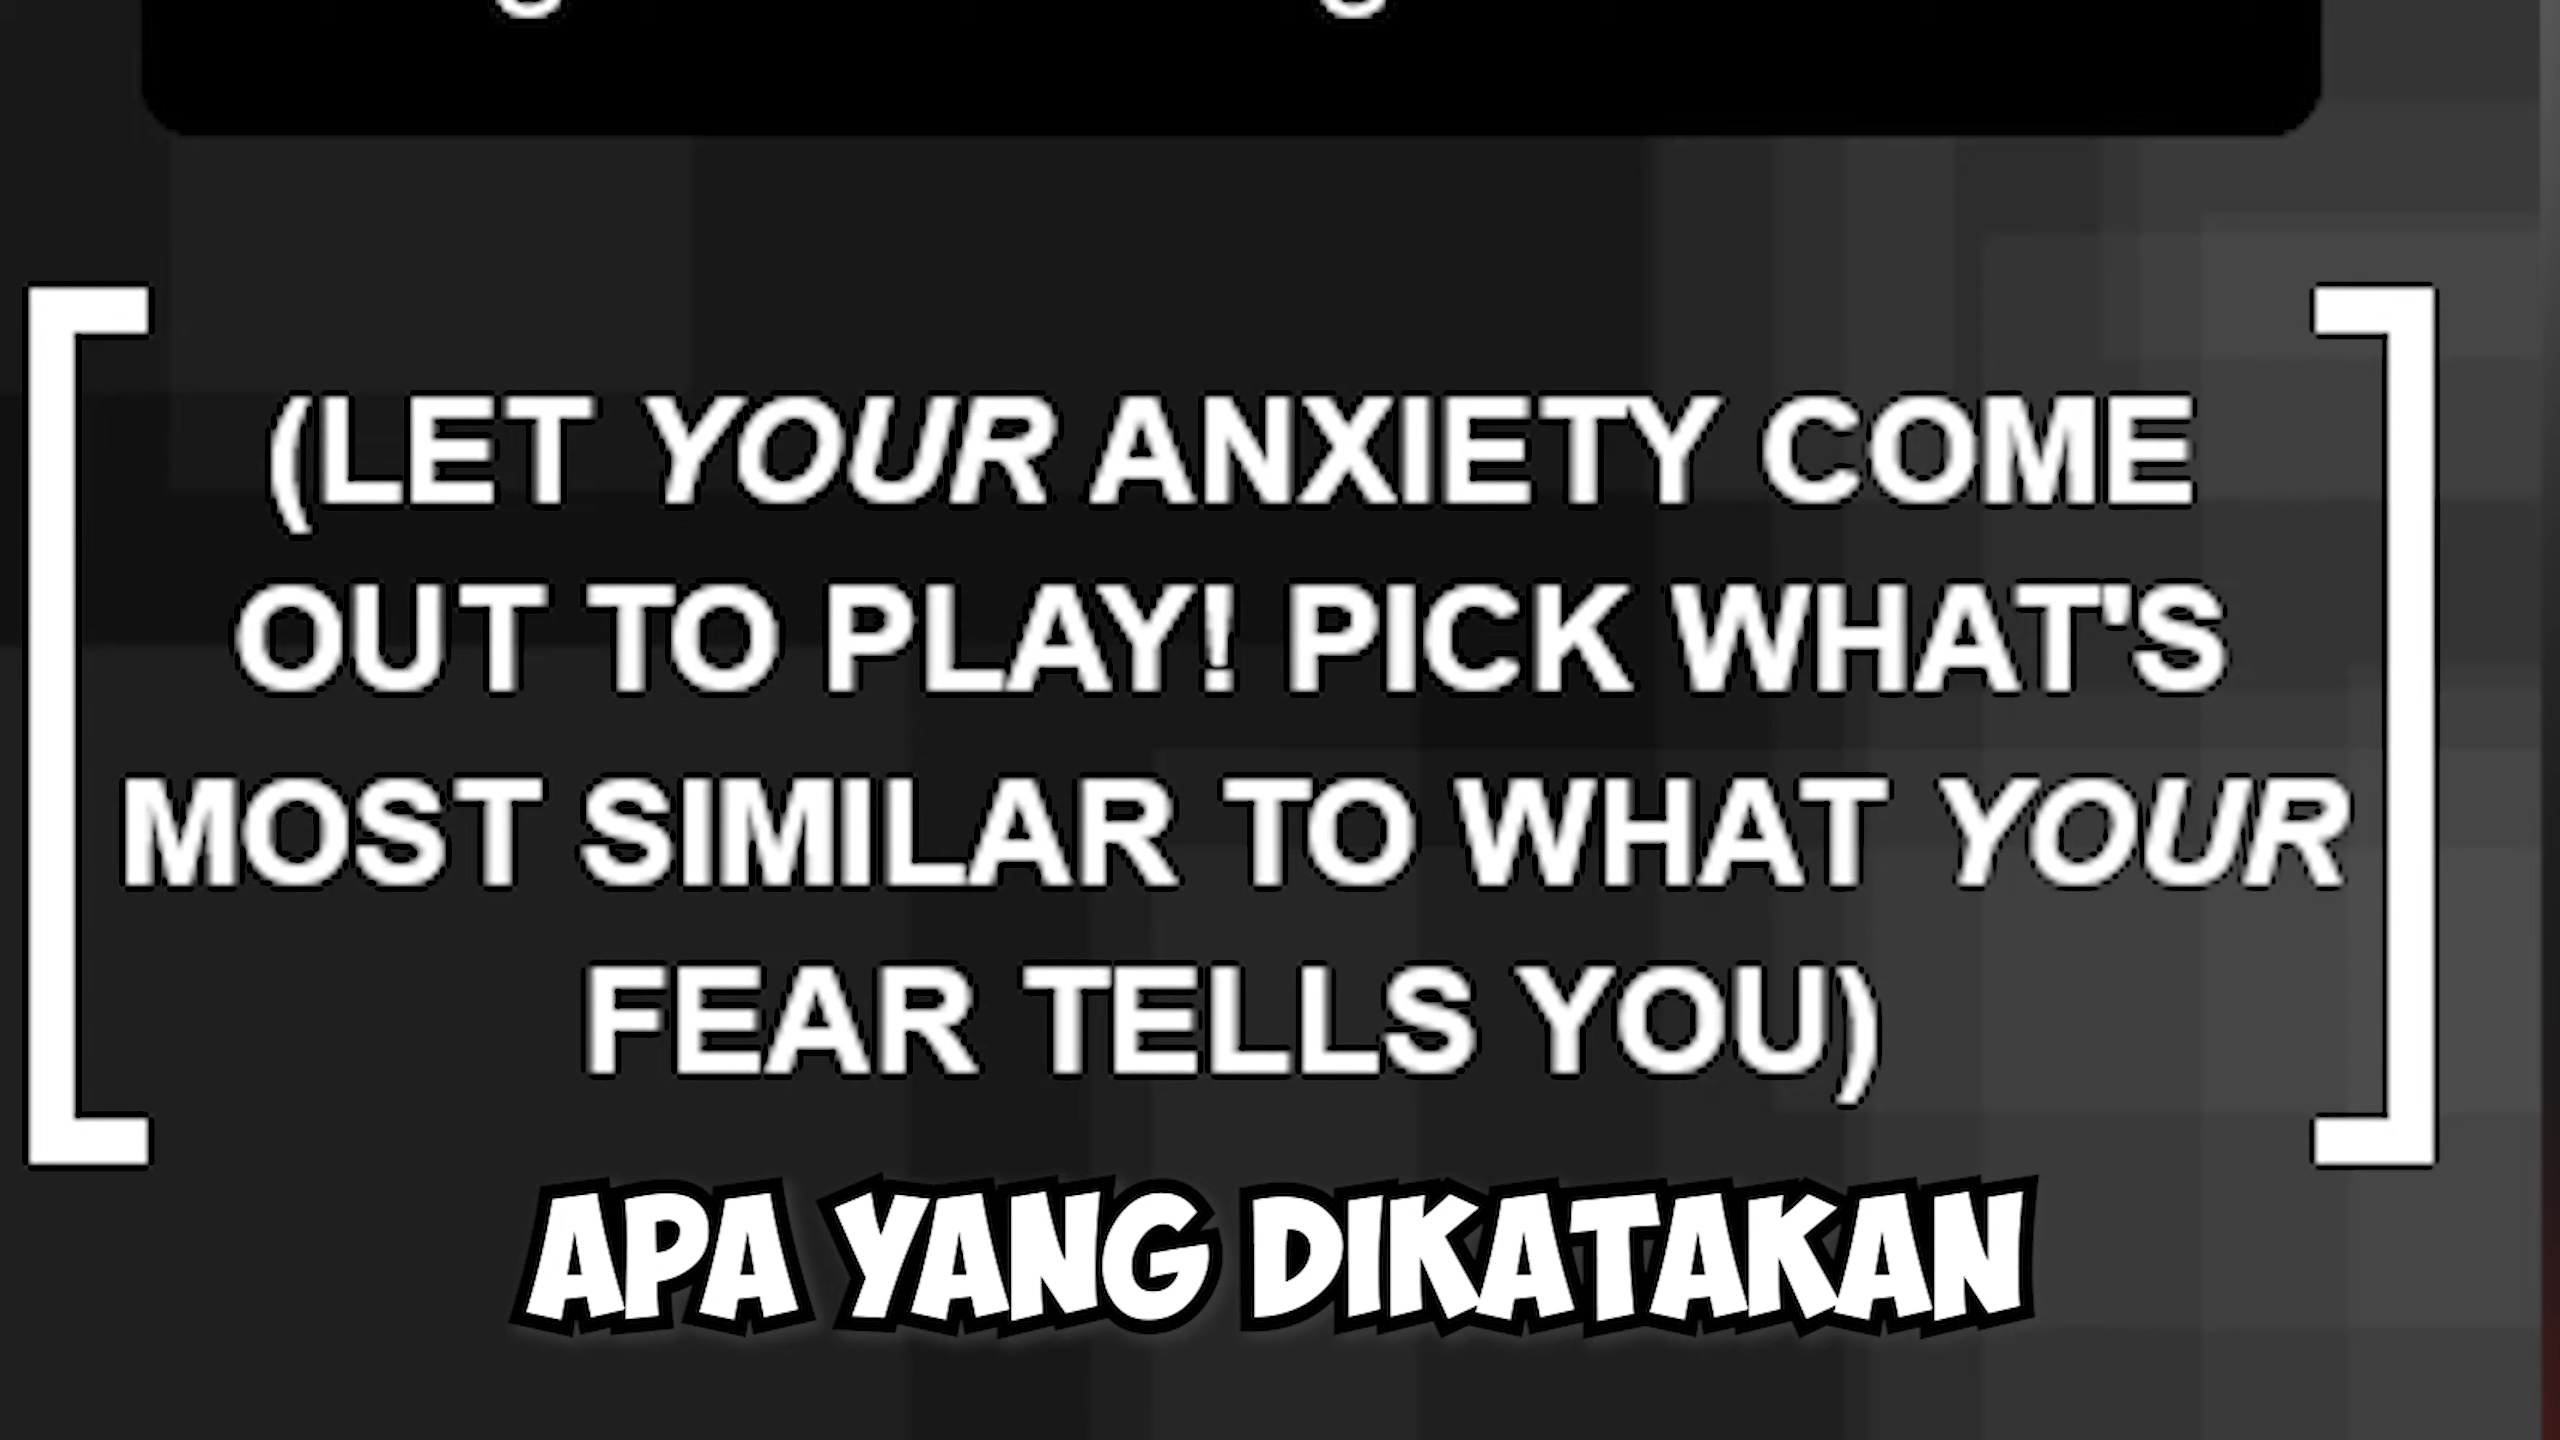 (LET YOUR ANXIETY COME
OUT TO PLAY! PICK WHAT'S
MOST SIMILAR TO WHAT YOUR
FEAR TELLS YOU)
APA YANG DIKATAKAN